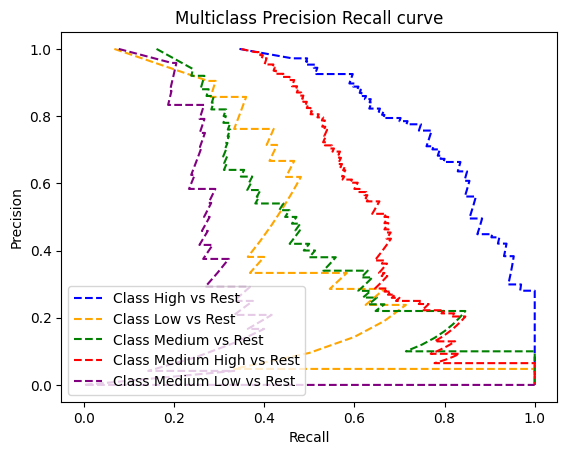 Multiclass Precision Recall curve
Precision
1.0
0.8
0.6
0.4
0.2
0.0
Class High vs Rest
Class Low vs Rest
Class Medium vs Rest
Class Medium High vs Rest
Class Medium Low vs Rest
0.0 0.2 0.4 0.6 0.8 1.0
Recall